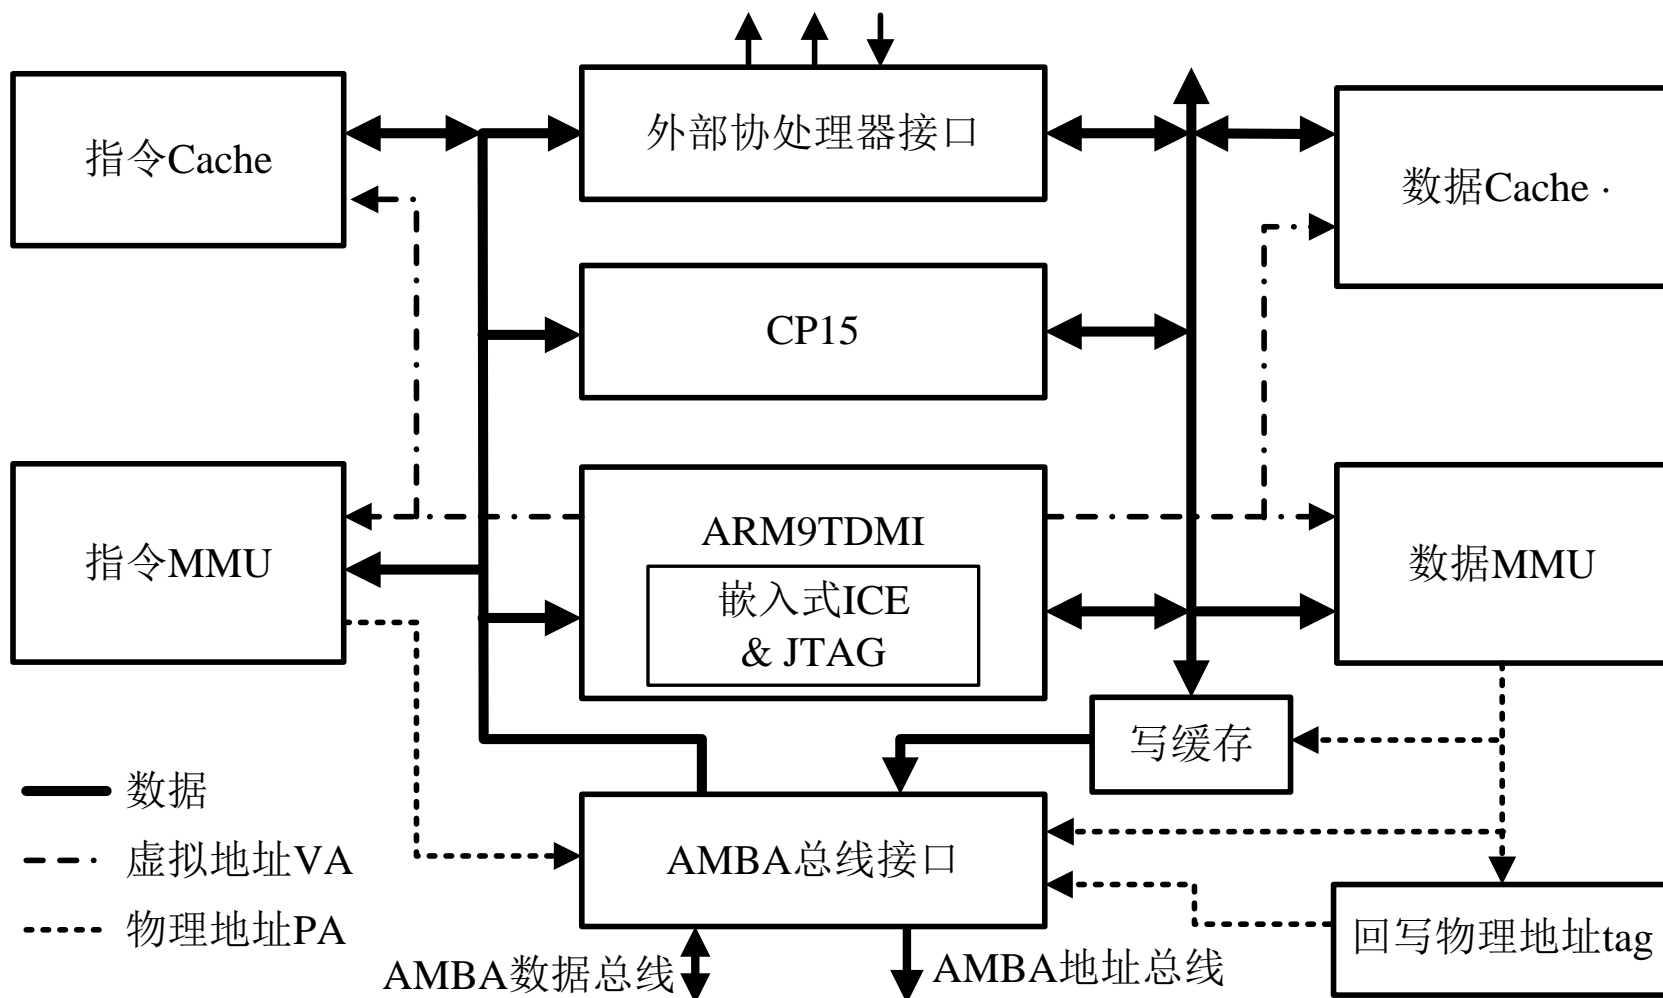 外部协处理器接口
指令Cache
数据Cache ·
CP15
ARM9TDMI
指令MMU
数据MMU
嵌入式ICE
& JTAG
写缓存
数据
虚拟地址VA
AMBA总线接口
物理地址PA
回写物理地址tag
AMBA数据总线
AMBA地址总线